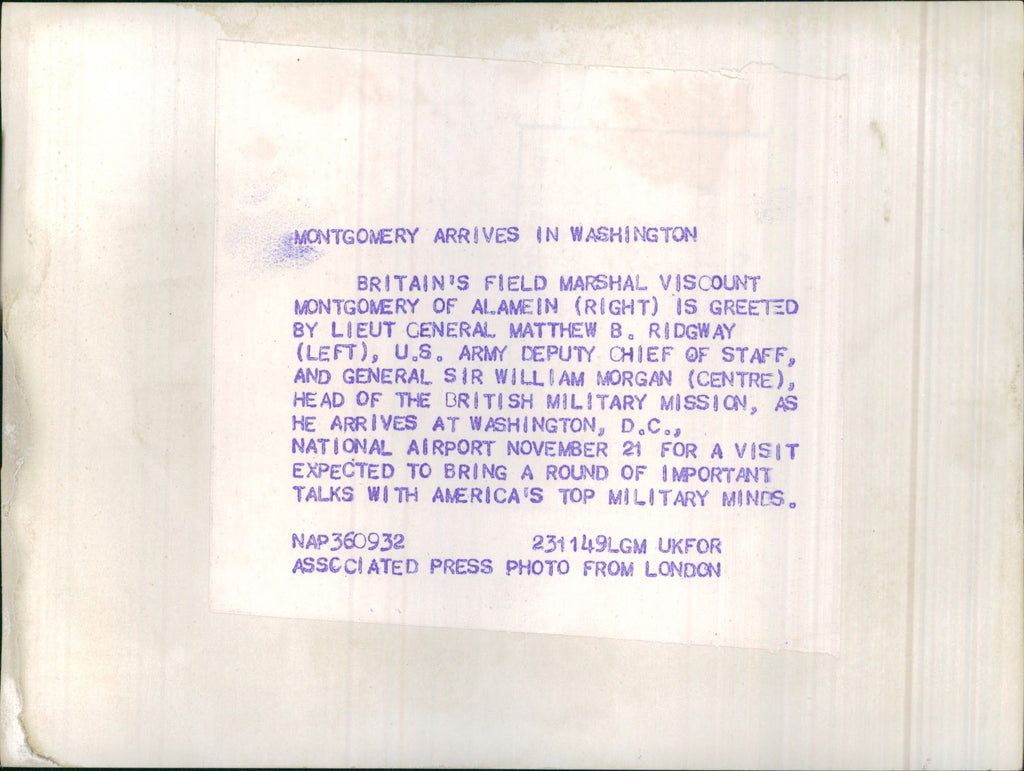 MONTGOMERY ARRIVES IN WASHINGTON
BRITAIN'S FIELD MARSHAL VISCOUNT
MONTGOMERY OF ALAMEIN (RIGHT) IS GREETED
BY LIEUT GENERAL MATTHEW B. RIDGWAY
(LEFT), U.S. ARMY DEPUTY CHIEF OF STAFF,
AND GENERAL SIR WILLIAM MORGAN (CENTRE),
HEAD OF THE BRITISH MILITARY MISSION, AS
HE ARRIVES AT WASHINGTON, D.C.,
NATIONAL AIRPORT NOVEMBER 21 FOR A VISIT
EXPECTED TO BRING A ROUND OF IMPORTANT
TALKS WITH AMERICA'S TOP MILITARY MINDS.
NAP360932 231149LGM UKFOR
ASSOCIATED PRESS PHOTO FROM LONDON